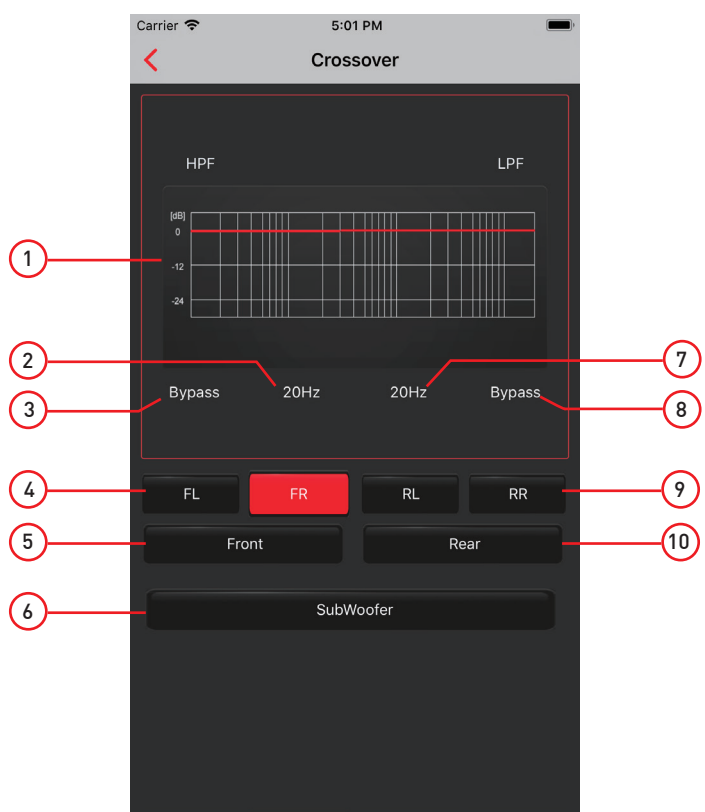 Carrier 5:01 PM
Crossover
HPF LPF
[dB]
0
1
-12
-24
2 7
Bypass 20Hz 20Hz Bypass
3 8
4 FL FR RL RR 9
5 Front Rear 10
6 SubWoofer